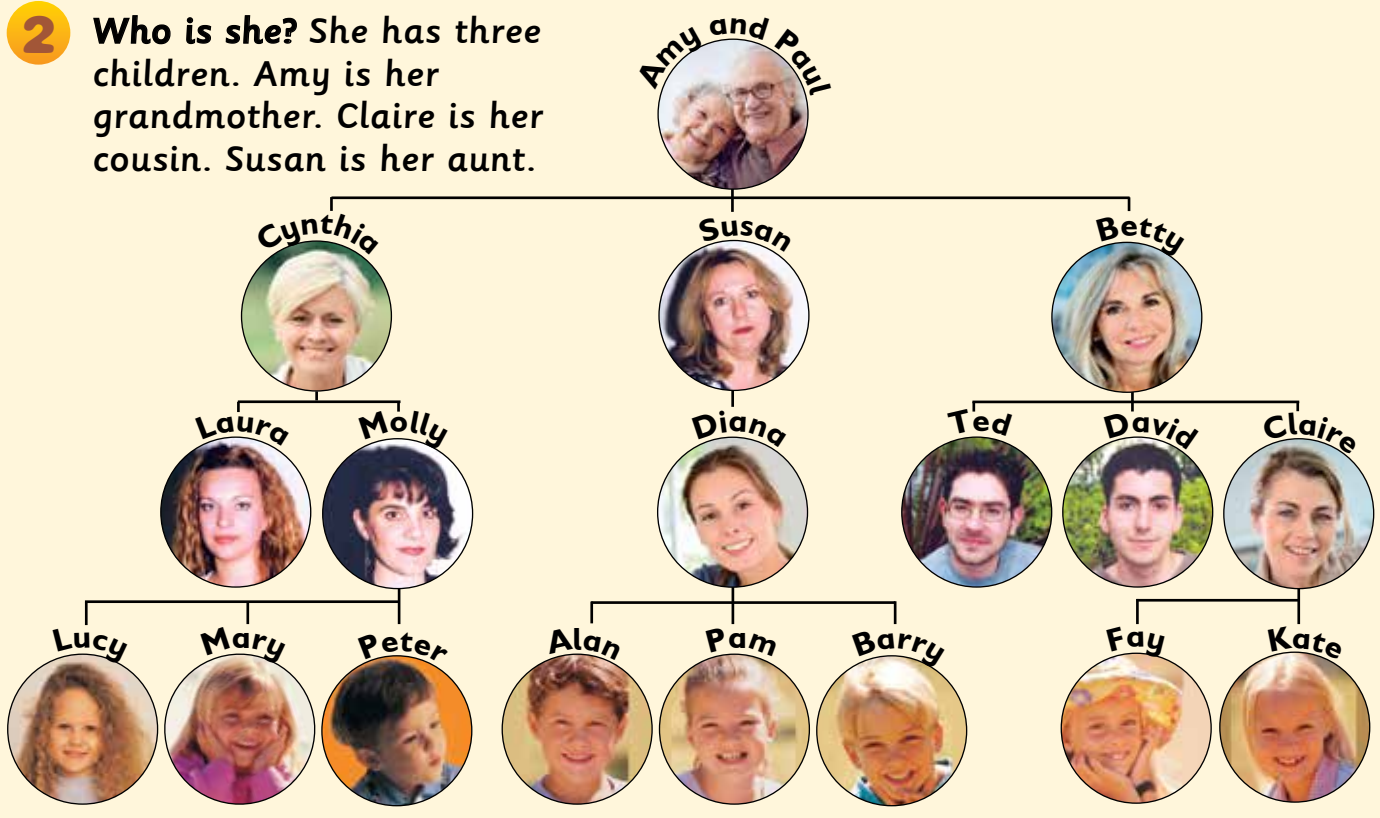 2
Who is she? She has three
children. Amy is her
grandmother. Claire is her
cousin. Susan is her aunt.
Amy and Paul
Cynthia
Susan
Betty
Laura
Molly
Diana
Ted
David
Claire
Lucy
Mary
Peter
Alan
Pam
Barry
Fay
Kate